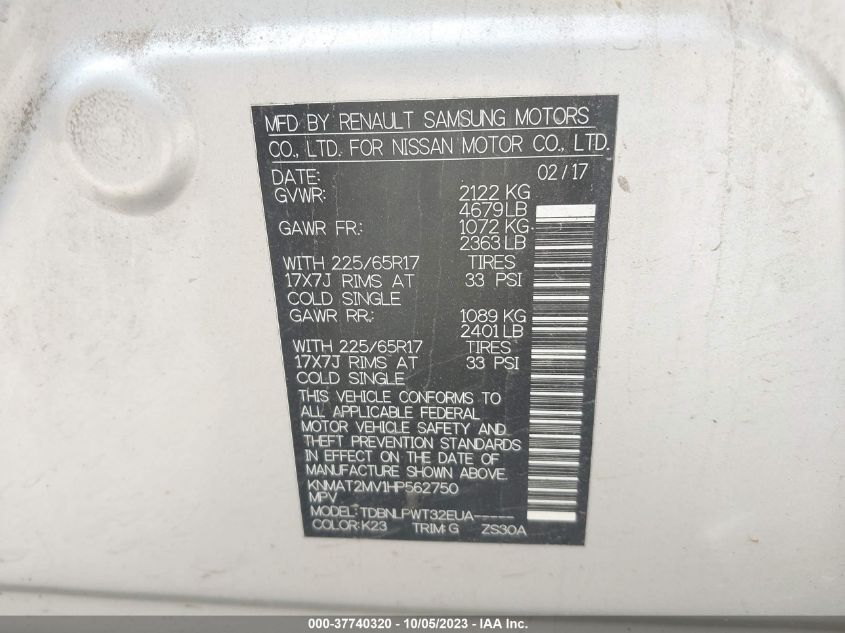 MFD BY RENAULT SAMSUNG MOTORS
CO., LTD. FOR NISSAN MOTOR CO., LTD.
DATE: 02/17
GVWR: 2122 KG
4679 LB
GAWR FR.: 1072 KG
2363 LB
WITH 225/65R17 TIRES
17X7J RIMS AT 33 PSI
COLD SINGLE
GAWR RR.: 1089 KG
2401 LB
WITH 225/65R17 TIRES
17X7J RIMS AT 33 PSI
COLD SINGLE
THIS VEHICLE CONFORMS TO
ALL APPLICABLE FEDERAL
MOTOR VEHICLE SAFETY AND
THEFT PREVENTION STANDARDS
IN EFFECT ON THE DATE OF
MANUFACTURE SHOWN ABOVE.
KNMAT2MV1HP562750
MPV
MODEL: TDBNLPWT32EUA-----
COLOR: K23 TRIM: G ZS30A
000-37740320 - 10/05/2023 - IAA Inc.